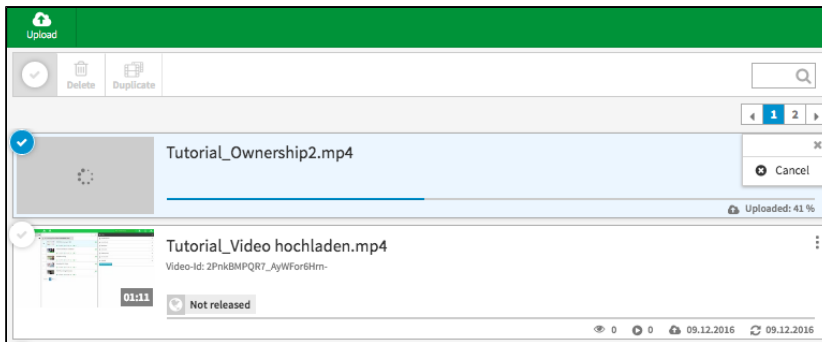 Upload
Delete Duplicate
1 2
Tutorial_Ownership2.mp4
Cancel
Uploaded: 41 %
Tutorial_Video hochladen.mp4
Video-Id: 2PnkBMPQR7_AyWFor6Hrn-
01:11
Not released
0 0 09.12.2016 09.12.2016